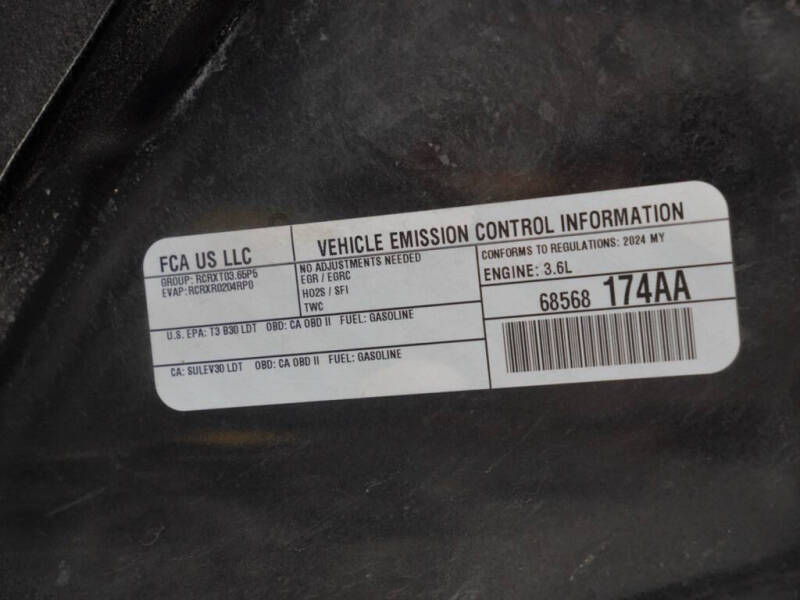 FCA US LLC
GROUP: RCRXT03.65P5
EVAP: RCRXR0204RP0
VEHICLE EMISSION CONTROL INFORMATION
NO ADJUSTMENTS NEEDED
EGR / EGRC
HO2S / SFI
TWC
CONFORMS TO REGULATIONS: 2024 MY
ENGINE: 3.6L
68568 174AA
U.S. EPA: T3 B30 LDT OBD: CA OBD II FUEL: GASOLINE
CA: SULEV30 LDT OBD: CA OBD II FUEL: GASOLINE